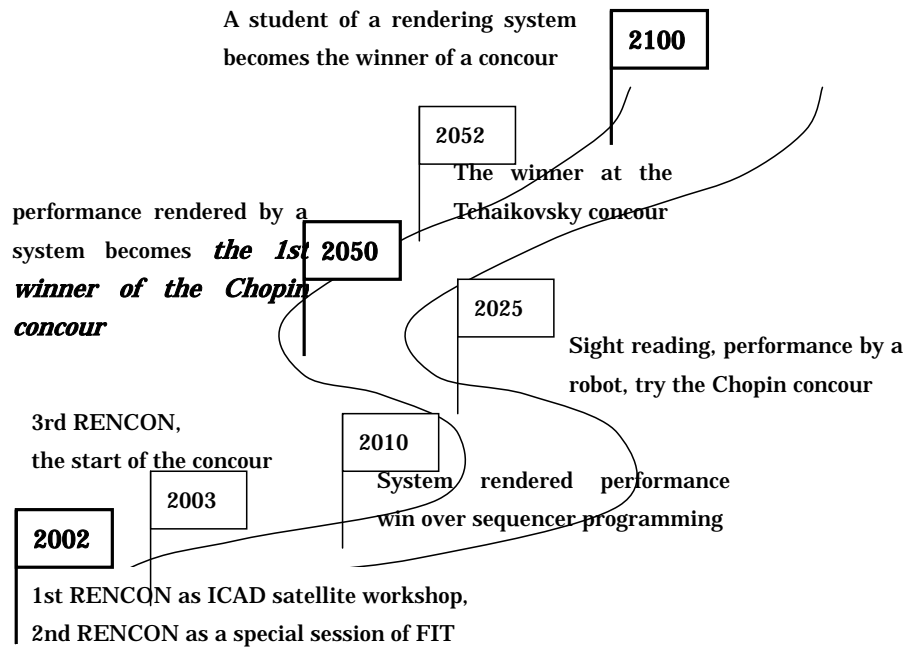 A student of a rendering system
becomes the winner of a concour
2100
2052
The winner at the
Tchaikovsky concour
performance rendered by a
system becomes the 1st
winner of the Chopin
concour
2050
2025
Sight reading, performance by a
robot, try the Chopin concour
3rd RENCON,
the start of the concour
2010
System rendered performance
win over sequencer programming
2003
2002
1st RENCON as ICAD satellite workshop,
2nd RENCON as a special session of FIT